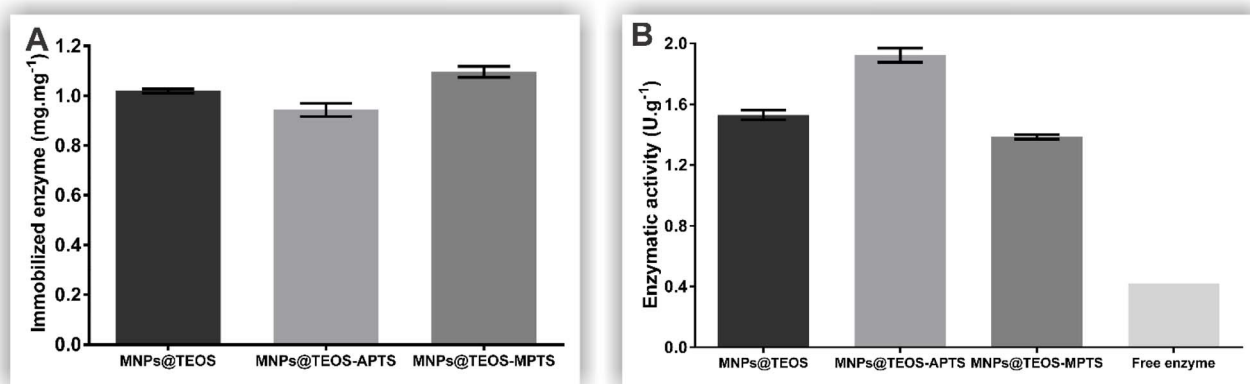 A
Immobilized enzyme (mg.mg⁻¹)
1.2
1.0
0.8
0.6
0.4
0.2
0.0
MNPs@TEOS
MNPs@TEOS-APTS
MNPs@TEOS-MPTS
B
Enzymatic activity (U.g⁻¹)
2.0
1.6
1.2
0.8
0.4
0.0
MNPs@TEOS
MNPs@TEOS-APTS
MNPs@TEOS-MPTS
Free enzyme